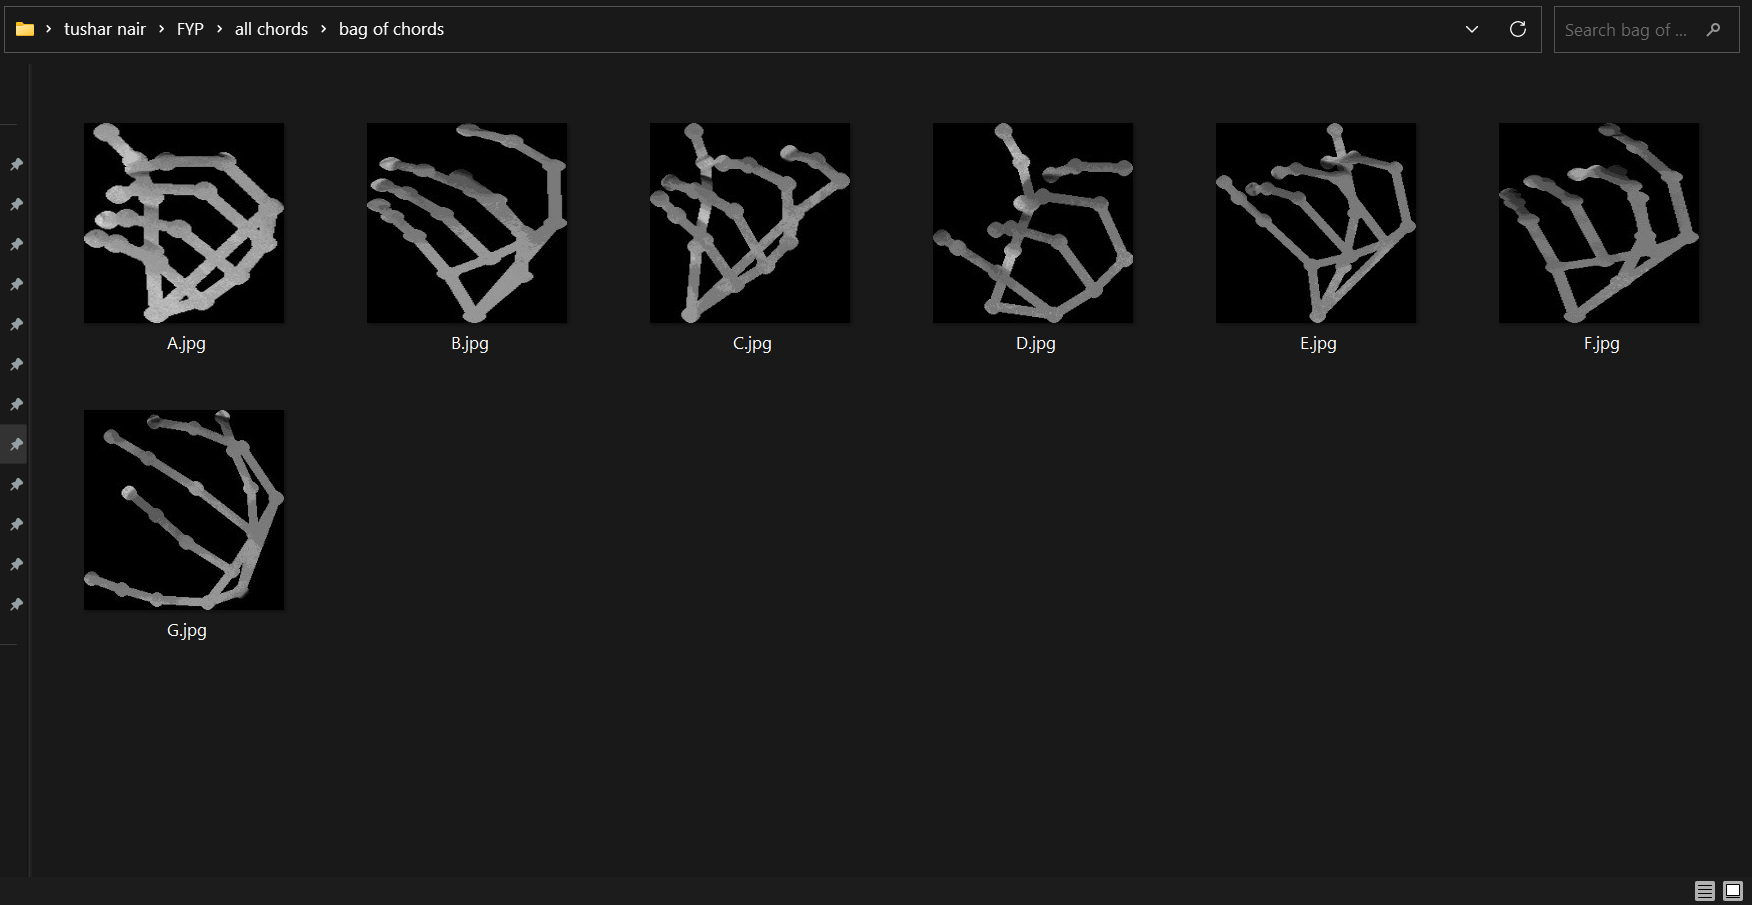 tushar nair > FYP > all chords > bag of chords
Search bag of ...
A.jpg
B.jpg
C.jpg
D.jpg
E.jpg
F.jpg
G.jpg